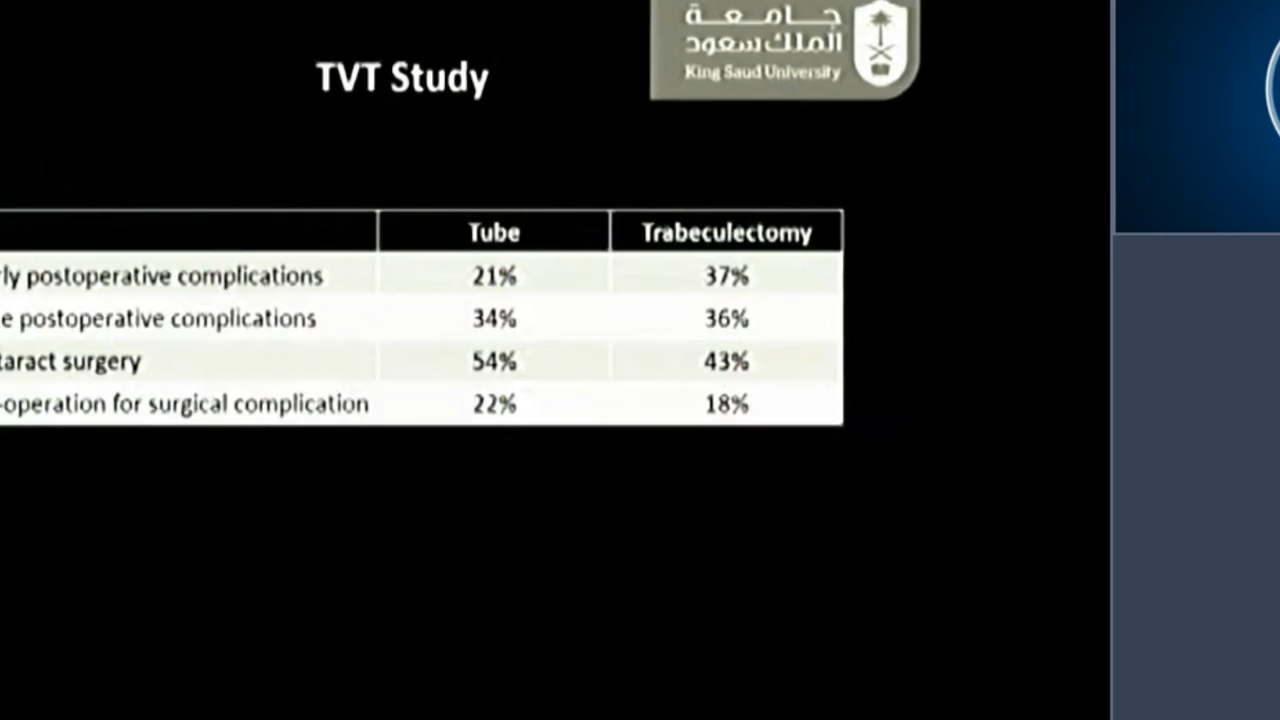 جامعة
الملك سعود
King Saud University
TVT Study
Tube Trabeculectomy
rly postoperative complications 21% 37%
e postoperative complications 34% 36%
taract surgery 54% 43%
-operation for surgical complication 22% 18%